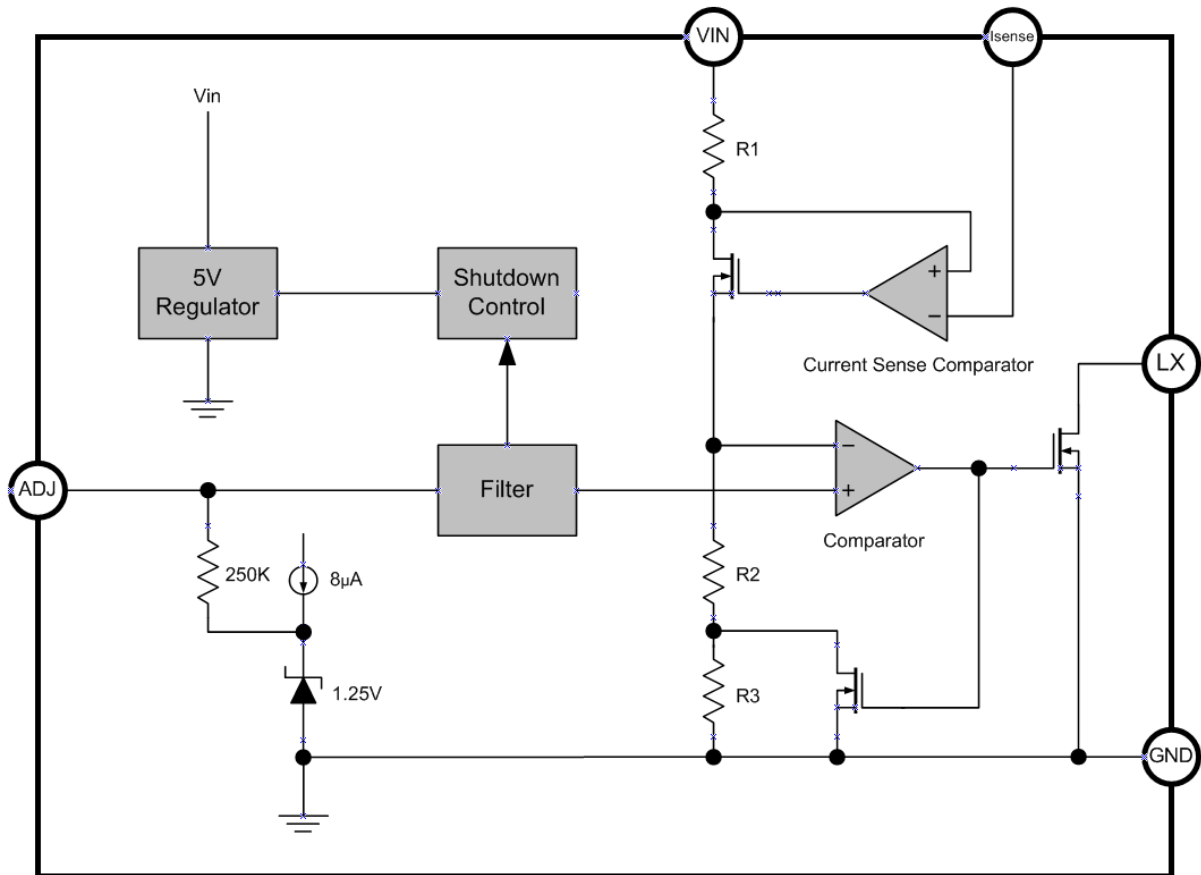 VIN
Isense
Vin
R1
5V
Regulator
Shutdown
Control
+
−
Current Sense Comparator
LX
ADJ
Filter
−
+
Comparator
250K
8µA
R2
1.25V
R3
GND